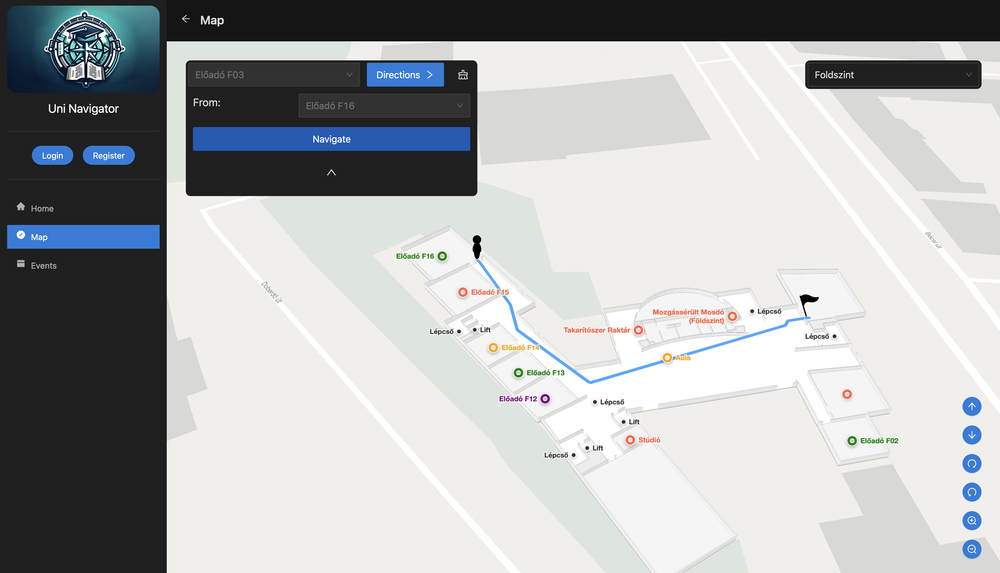 Map
Előadó F03
Directions
Foldszint
From:
Előadó F16
Navigate
Uni Navigator
Login
Register
Home
Map
Events
Bécsi út
Doberdó út
Előadó F16
Előadó F15
Lépcső
Lift
Előadó F14
Előadó F13
Előadó F12
Mozgássérült Mosdó
(Földszint)
Lépcső
Takarítószer Raktár
Lépcső
Aula
Lépcső
Lift
Stúdió
Lift
Lépcső
Előadó F02